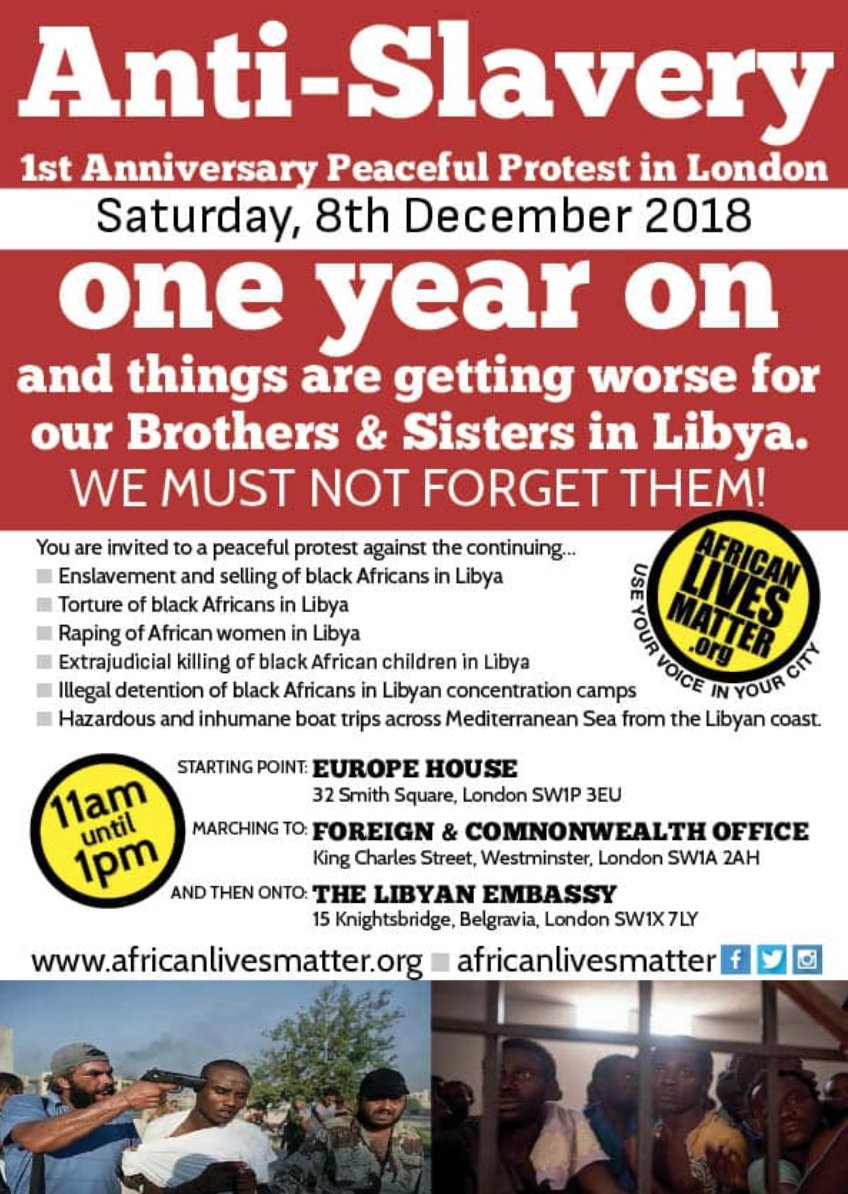 Anti-Slavery
1st Anniversary Peaceful Protest in London
Saturday, 8th December 2018
one year on
and things are getting worse for
our Brothers & Sisters in Libya.
WE MUST NOT FORGET THEM!
You are invited to a peaceful protest against the continuing...
Enslavement and selling of black Africans in Libya
Torture of black Africans in Libya
Raping of African women in Libya
Extrajudicial killing of black African children in Libya
Illegal detention of black Africans in Libyan concentration camps
Hazardous and inhumane boat trips across Mediterranean Sea from the Libyan coast.
AFRICAN
LIVES
MATTER
.org
USE YOUR VOICE IN YOUR CITY
11am
until
1pm
STARTING POINT: EUROPE HOUSE
32 Smith Square, London SW1P 3EU
MARCHING TO: FOREIGN & COMNONWEALTH OFFICE
King Charles Street, Westminster, London SW1A 2AH
AND THEN ONTO: THE LIBYAN EMBASSY
15 Knightsbridge, Belgravia, London SW1X 7LY
www.africanlivesmatter.org africanlivesmatter